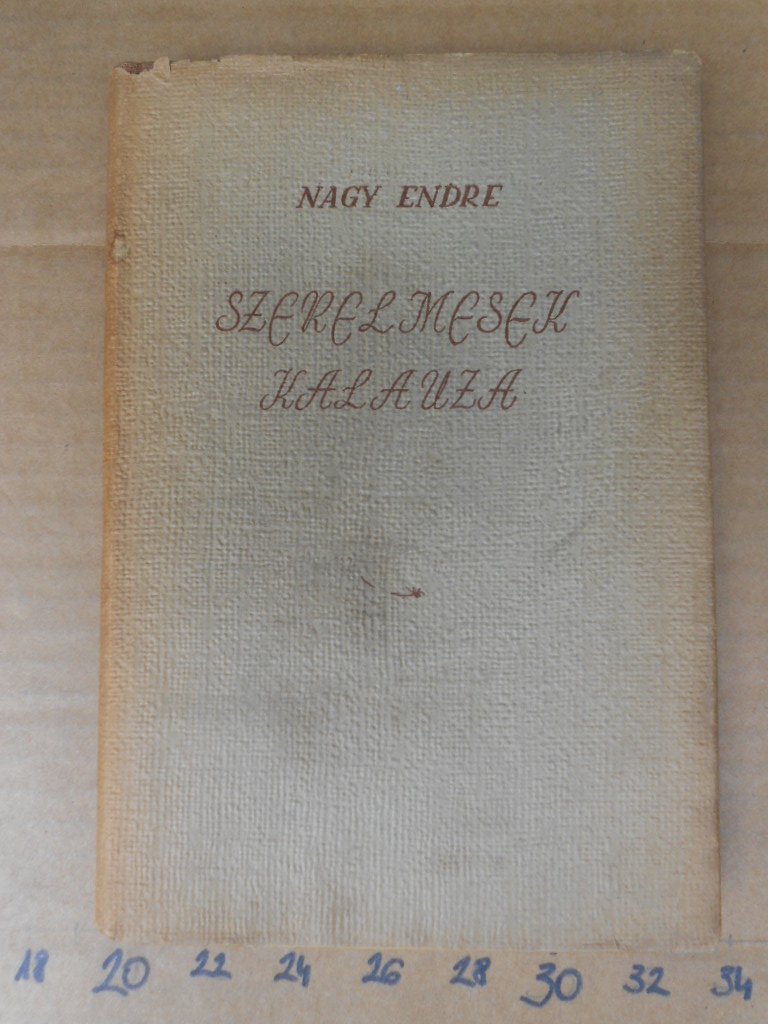 NAGY ENDRE
SZERELMESEK
KALAUZA
18 20 22 24 26 28 30 32 34